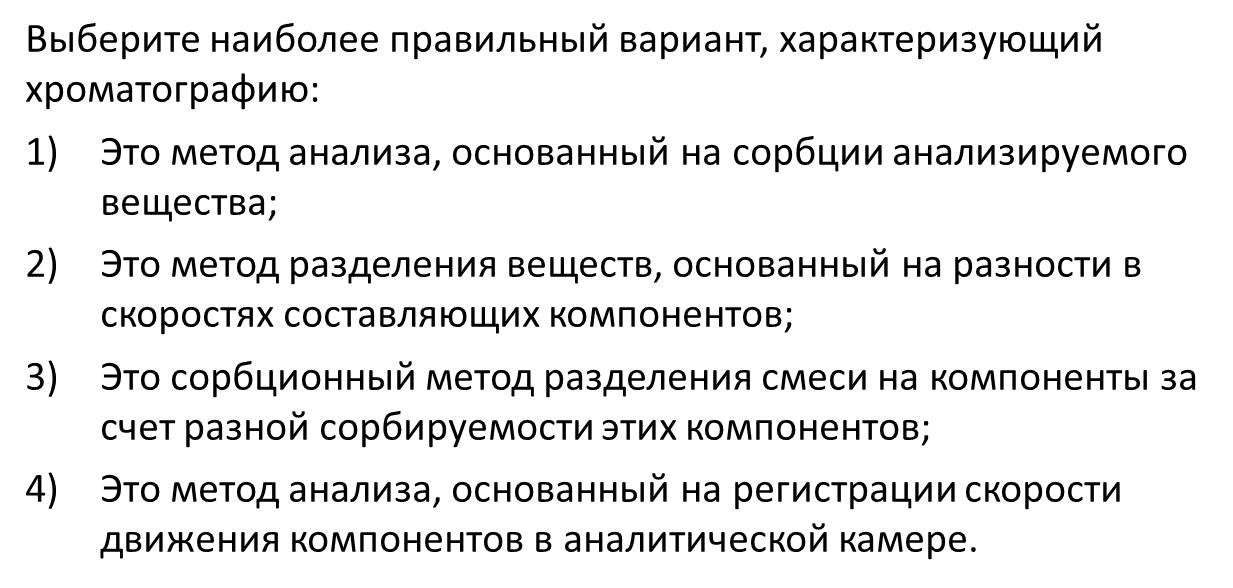 Выберите наиболее правильный вариант, характеризующий
хроматографию:
1) Это метод анализа, основанный на сорбции анализируемого
вещества;
2) Это метод разделения веществ, основанный на разности в
скоростях составляющих компонентов;
3) Это сорбционный метод разделения смеси на компоненты за
счет разной сорбируемости этих компонентов;
4) Это метод анализа, основанный на регистрации скорости
движения компонентов в аналитической камере.